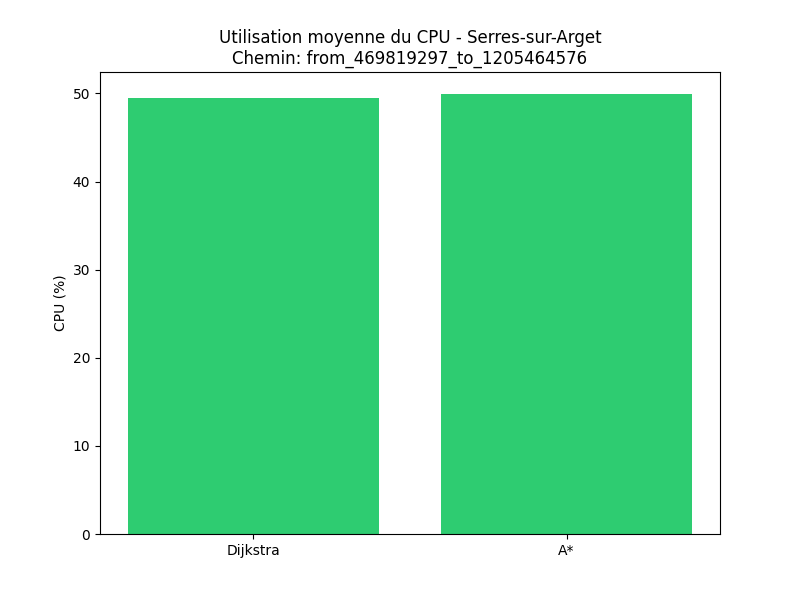 Utilisation moyenne du CPU - Serres-sur-Arget
Chemin: from_469819297_to_1205464576
CPU (%)
50
40
30
20
10
0
Dijkstra
A*